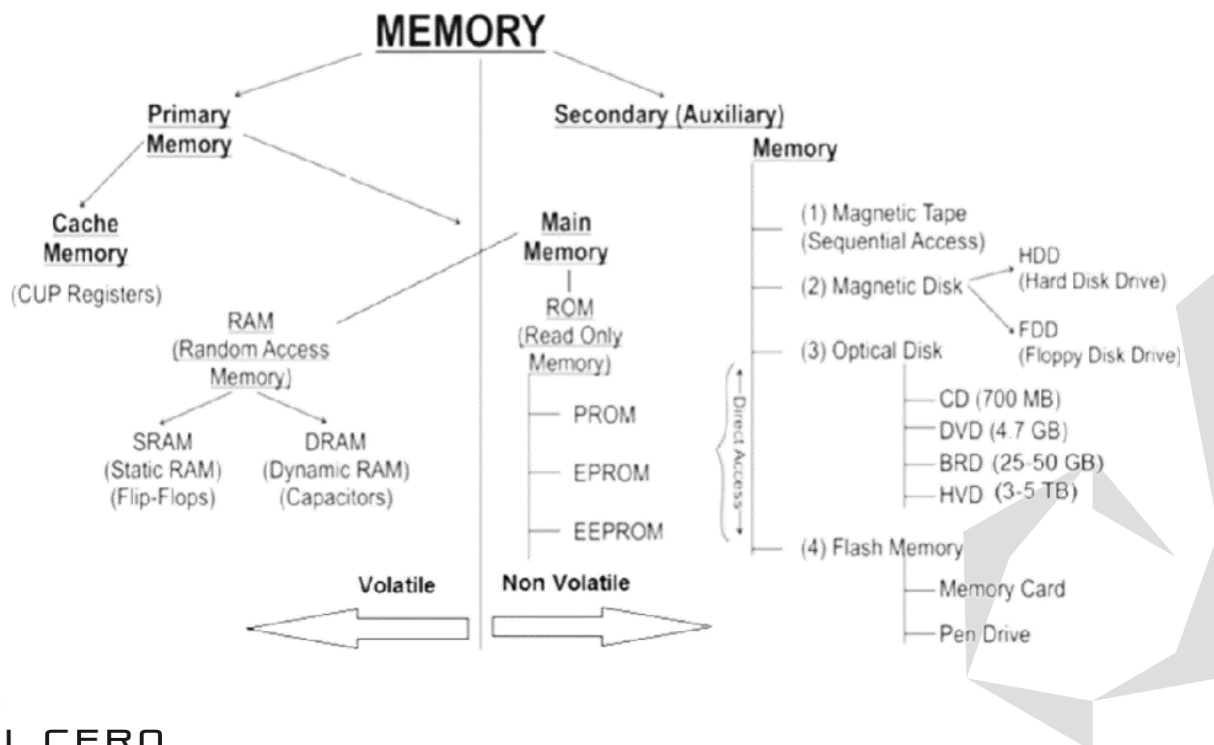 MEMORY
Primary
Memory
Secondary (Auxiliary)
Memory
Cache
Memory
(CUP Registers)
Main
Memory
RAM
(Random Access
Memory)
SRAM
(Static RAM)
(Flip-Flops)
DRAM
(Dynamic RAM)
(Capacitors)
ROM
(Read Only
Memory)
PROM
EPROM
EEPROM
(1) Magnetic Tape
(Sequential Access)
(2) Magnetic Disk
HDD
(Hard Disk Drive)
FDD
(Floppy Disk Drive)
(3) Optical Disk
CD (700 MB)
DVD (4.7 GB)
BRD (25-50 GB)
HVD (3-5 TB)
Direct Access
(4) Flash Memory
Memory Card
Pen Drive
Volatile
Non Volatile
CERO